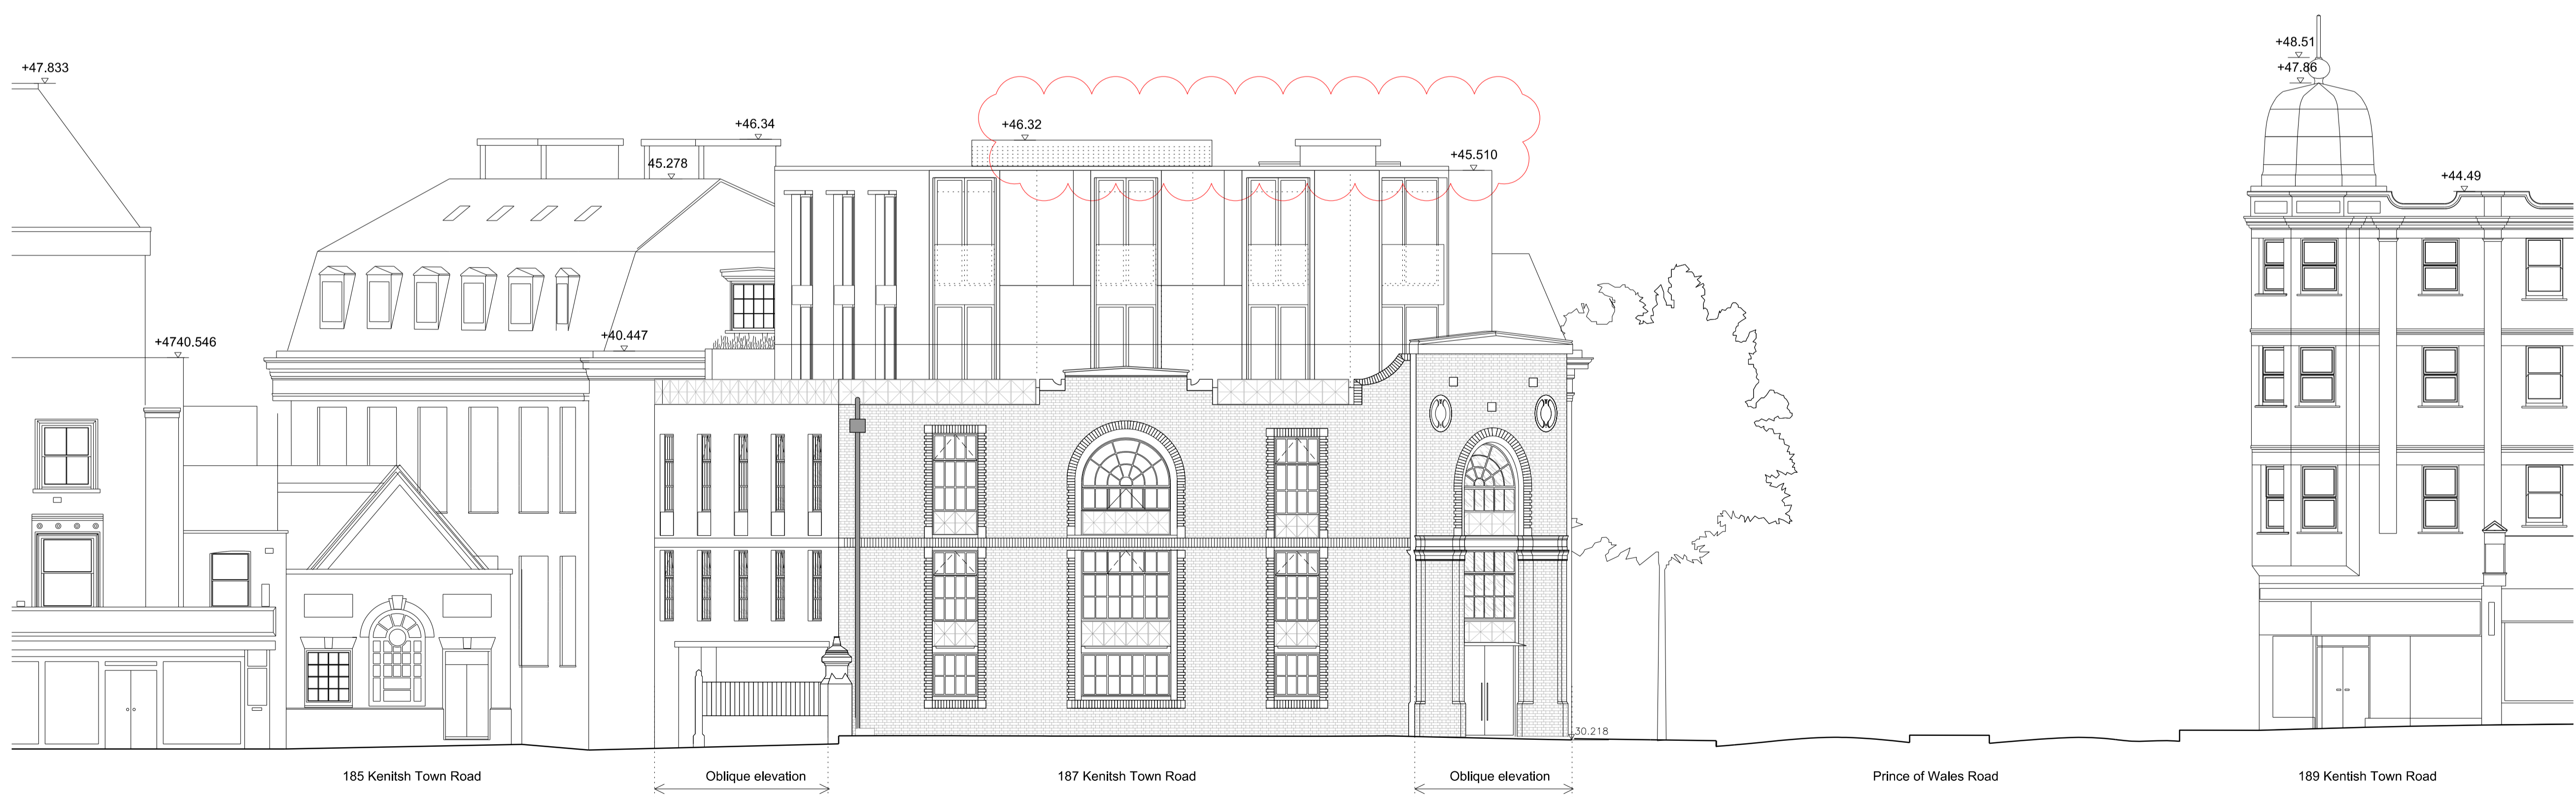 +47.833
+48.51
+47.86
+46.34
+46.32
45.278
+45.510
+44.49
+4740.546
+40.447
30.218
185 Kenitsh Town Road
Oblique elevation
187 Kenitsh Town Road
Oblique elevation
Prince of Wales Road
189 Kentish Town Road